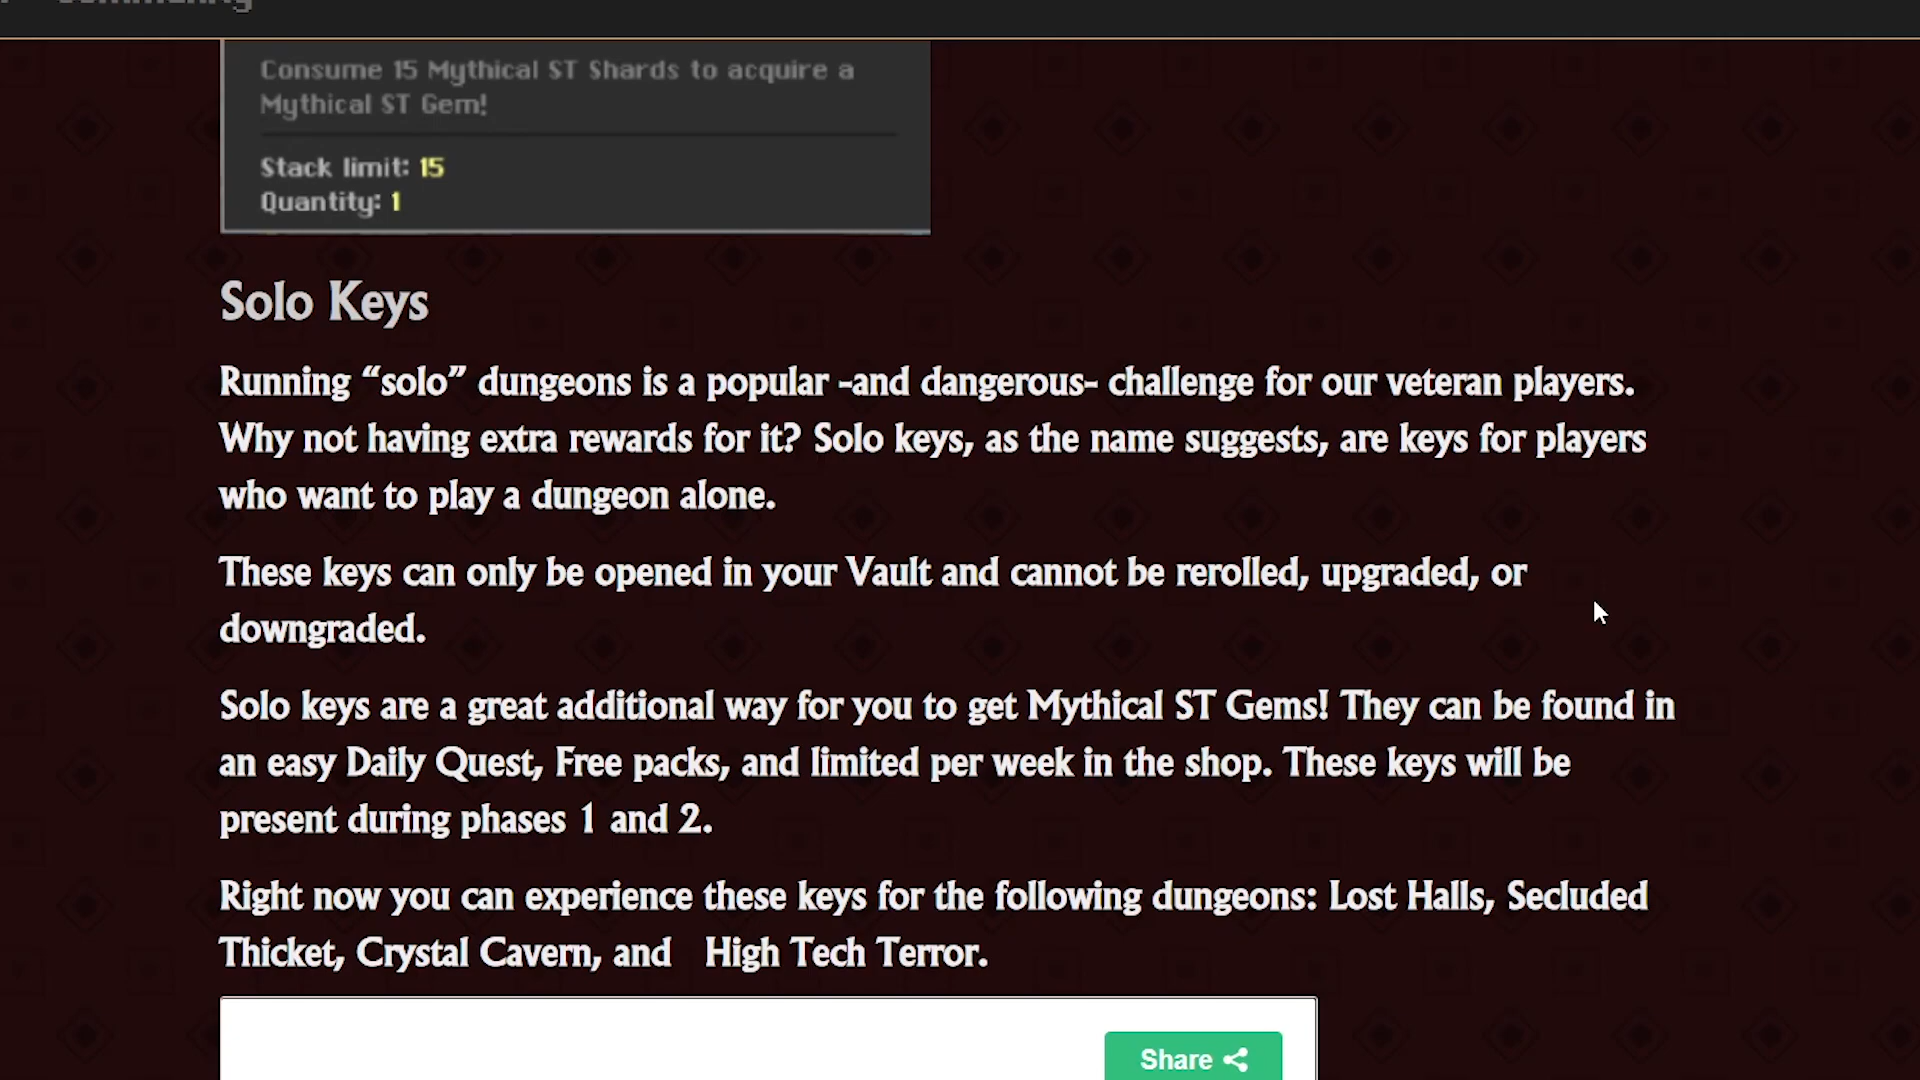 Consume 15 Mythical ST Shards to acquire a
Mythical ST Gem!
Stack limit: 15
Quantity: 1
Solo Keys
Running “solo” dungeons is a popular -and dangerous- challenge for our veteran players.
Why not having extra rewards for it? Solo keys, as the name suggests, are keys for players
who want to play a dungeon alone.
These keys can only be opened in your Vault and cannot be rerolled, upgraded, or
downgraded.
Solo keys are a great additional way for you to get Mythical ST Gems! They can be found in
an easy Daily Quest, Free packs, and limited per week in the shop. These keys will be
present during phases 1 and 2.
Right now you can experience these keys for the following dungeons: Lost Halls, Secluded
Thicket, Crystal Cavern, and High Tech Terror.
Share